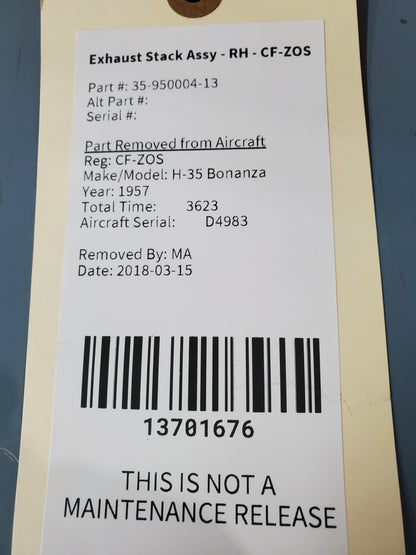 Exhaust Stack Assy - RH - CF-ZOS
Part #: 35-950004-13
Alt Part #:
Serial #:
Part Removed from Aircraft
Reg: CF-ZOS
Make/Model: H-35 Bonanza
Year: 1957
Total Time: 3623
Aircraft Serial: D4983
Removed By: MA
Date: 2018-03-15
13701676
THIS IS NOT A
MAINTENANCE RELEASE